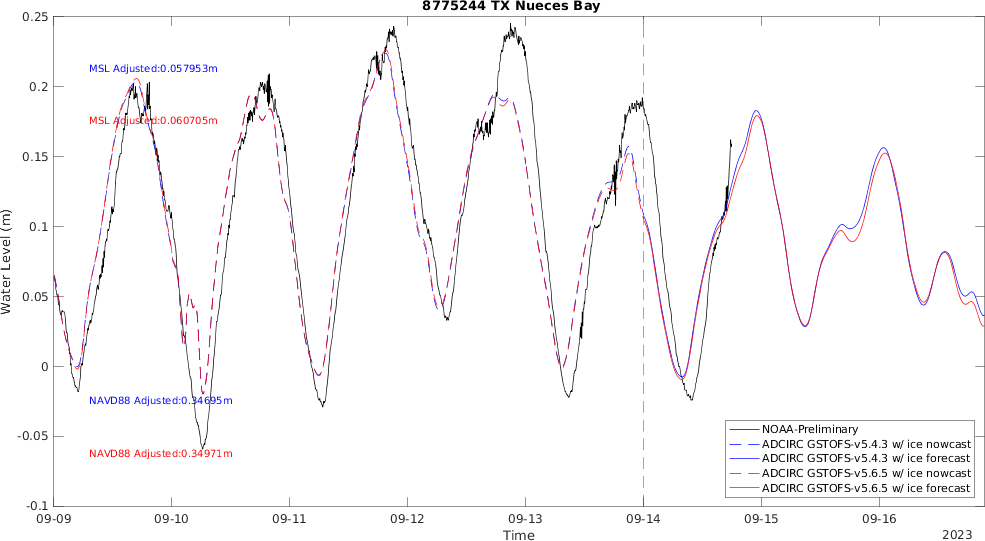 8775244 TX Nueces Bay
0.25
0.2
0.15
0.1
0.05
0
-0.05
-0.1
Water Level (m)
MSL Adjusted:0.057953m
MSL Adjusted:0.060705m
NAVD88 Adjusted:0.34695m
NAVD88 Adjusted:0.34971m
NOAA-Preliminary
ADCIRC GSTOFS-v5.4.3 w/ ice nowcast
ADCIRC GSTOFS-v5.4.3 w/ ice forecast
ADCIRC GSTOFS-v5.6.5 w/ ice nowcast
ADCIRC GSTOFS-v5.6.5 w/ ice forecast
09-09 09-10 09-11 09-12 09-13 09-14 09-15 09-16
Time
2023